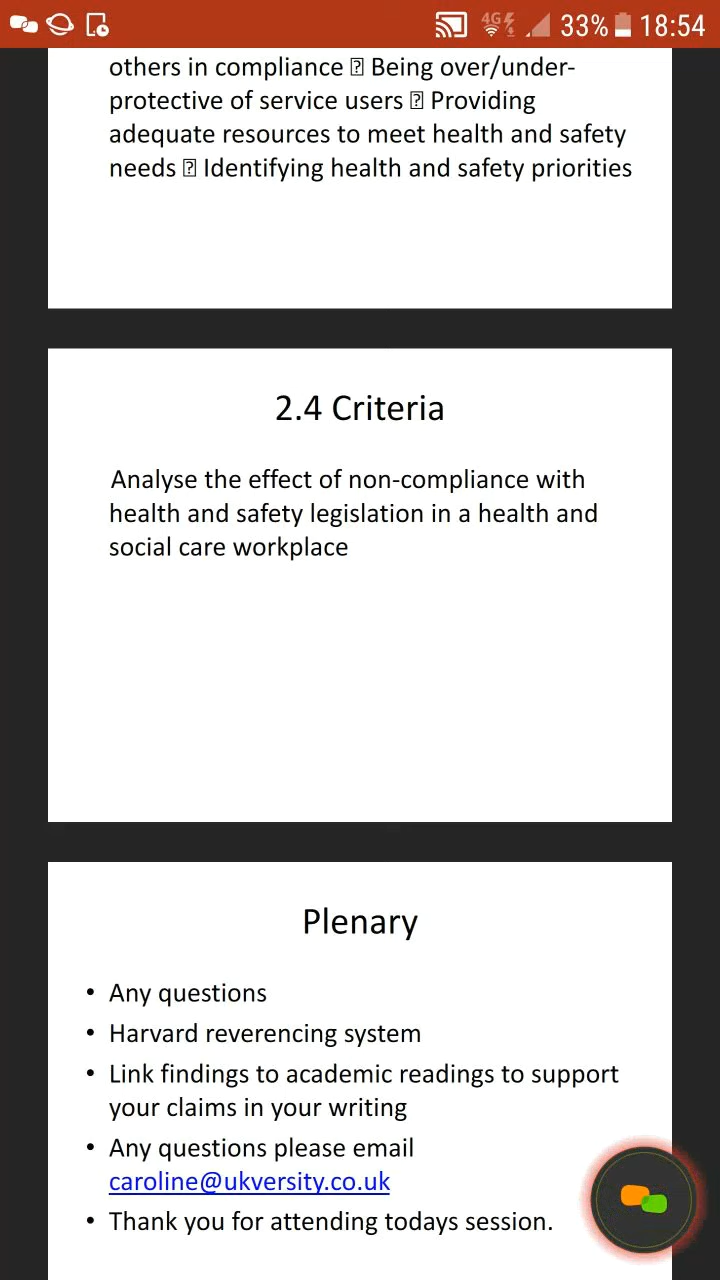 4G 33% 18:54
others in compliance ⍰ Being over/under-
protective of service users ⍰ Providing
adequate resources to meet health and safety
needs ⍰ Identifying health and safety priorities
2.4 Criteria
Analyse the effect of non-compliance with
health and safety legislation in a health and
social care workplace
Plenary
• Any questions
• Harvard reverencing system
• Link findings to academic readings to support
your claims in your writing
• Any questions please email
caroline@ukversity.co.uk
• Thank you for attending todays session.